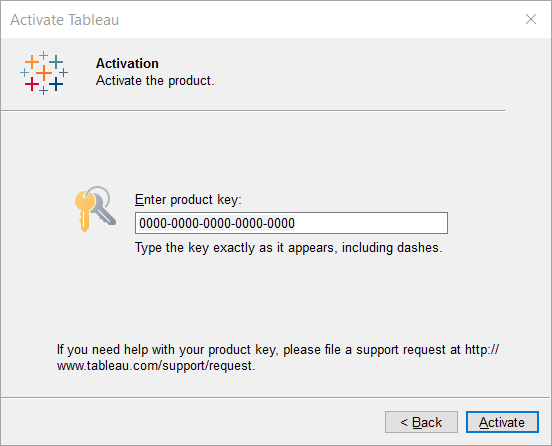 Activate Tableau
Activation
Activate the product.
Enter product key:
0000-0000-0000-0000-0000
Type the key exactly as it appears, including dashes.
If you need help with your product key, please file a support request at http://
www.tableau.com/support/request.
< Back
Activate